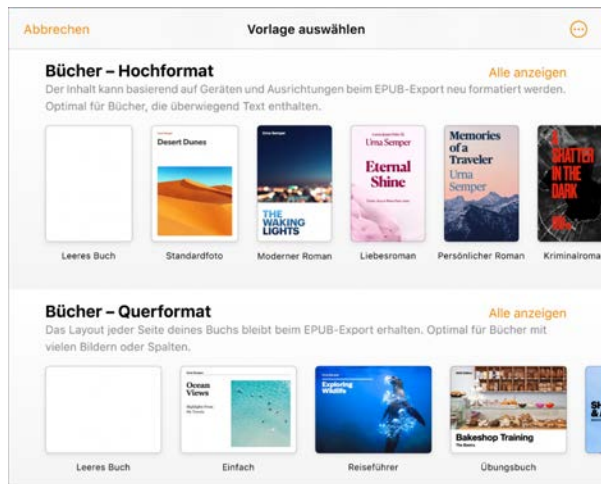 Abbrechen
Vorlage auswählen
Bücher – Hochformat
Alle anzeigen
Der Inhalt kann basierend auf Geräten und Ausrichtungen beim EPUB-Export neu formatiert werden.
Optimal für Bücher, die überwiegend Text enthalten.
Desert Dunes
THE
WAKING
LIGHTS
Urna Semper
Eternal
Shine
Memories
of a
Traveler
Urna
Semper
A
SHATTER
IN THE
DARK
Leeres Buch
Standardfoto
Moderner Roman
Liebesroman
Persönlicher Roman
Kriminalroma
Bücher – Querformat
Alle anzeigen
Das Layout jeder Seite deines Buchs bleibt beim EPUB-Export erhalten. Optimal für Bücher mit
vielen Bildern oder Spalten.
Ocean
Views
Exploring
Wildlife
Bakeshop Training
Leeres Buch
Einfach
Reiseführer
Übungsbuch